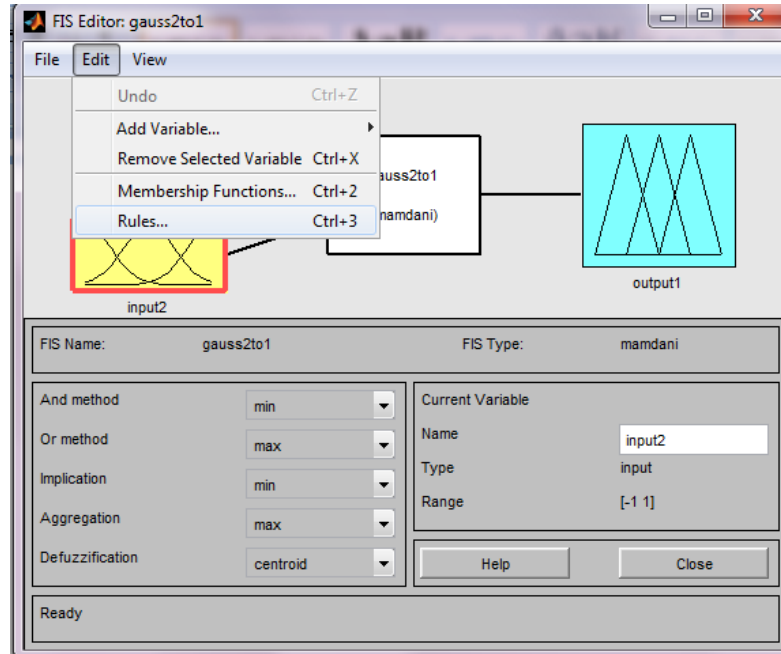 FIS Editor: gauss2to1
File Edit View
Undo Ctrl+Z
Add Variable...
Remove Selected Variable Ctrl+X
Membership Functions... Ctrl+2
Rules... Ctrl+3
auss2to1
mamdani)
input2
output1
FIS Name: gauss2to1 FIS Type: mamdani
And method min
Or method max
Implication min
Aggregation max
Defuzzification centroid
Current Variable
Name input2
Type input
Range [-1 1]
Help Close
Ready